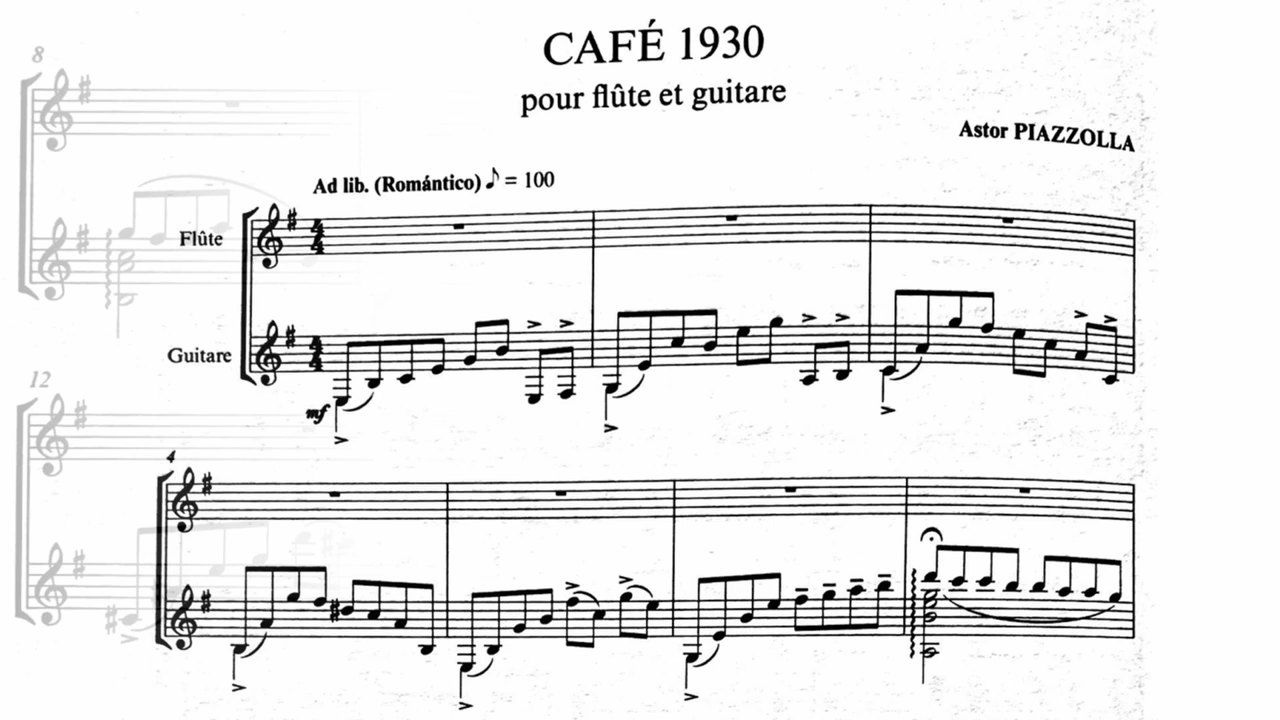 CAFÉ 1930
pour flûte et guitare
Astor PIAZZOLLA
Ad lib. (Romántico) ♪ = 100
Flûte
Guitare
mf
4
8
12